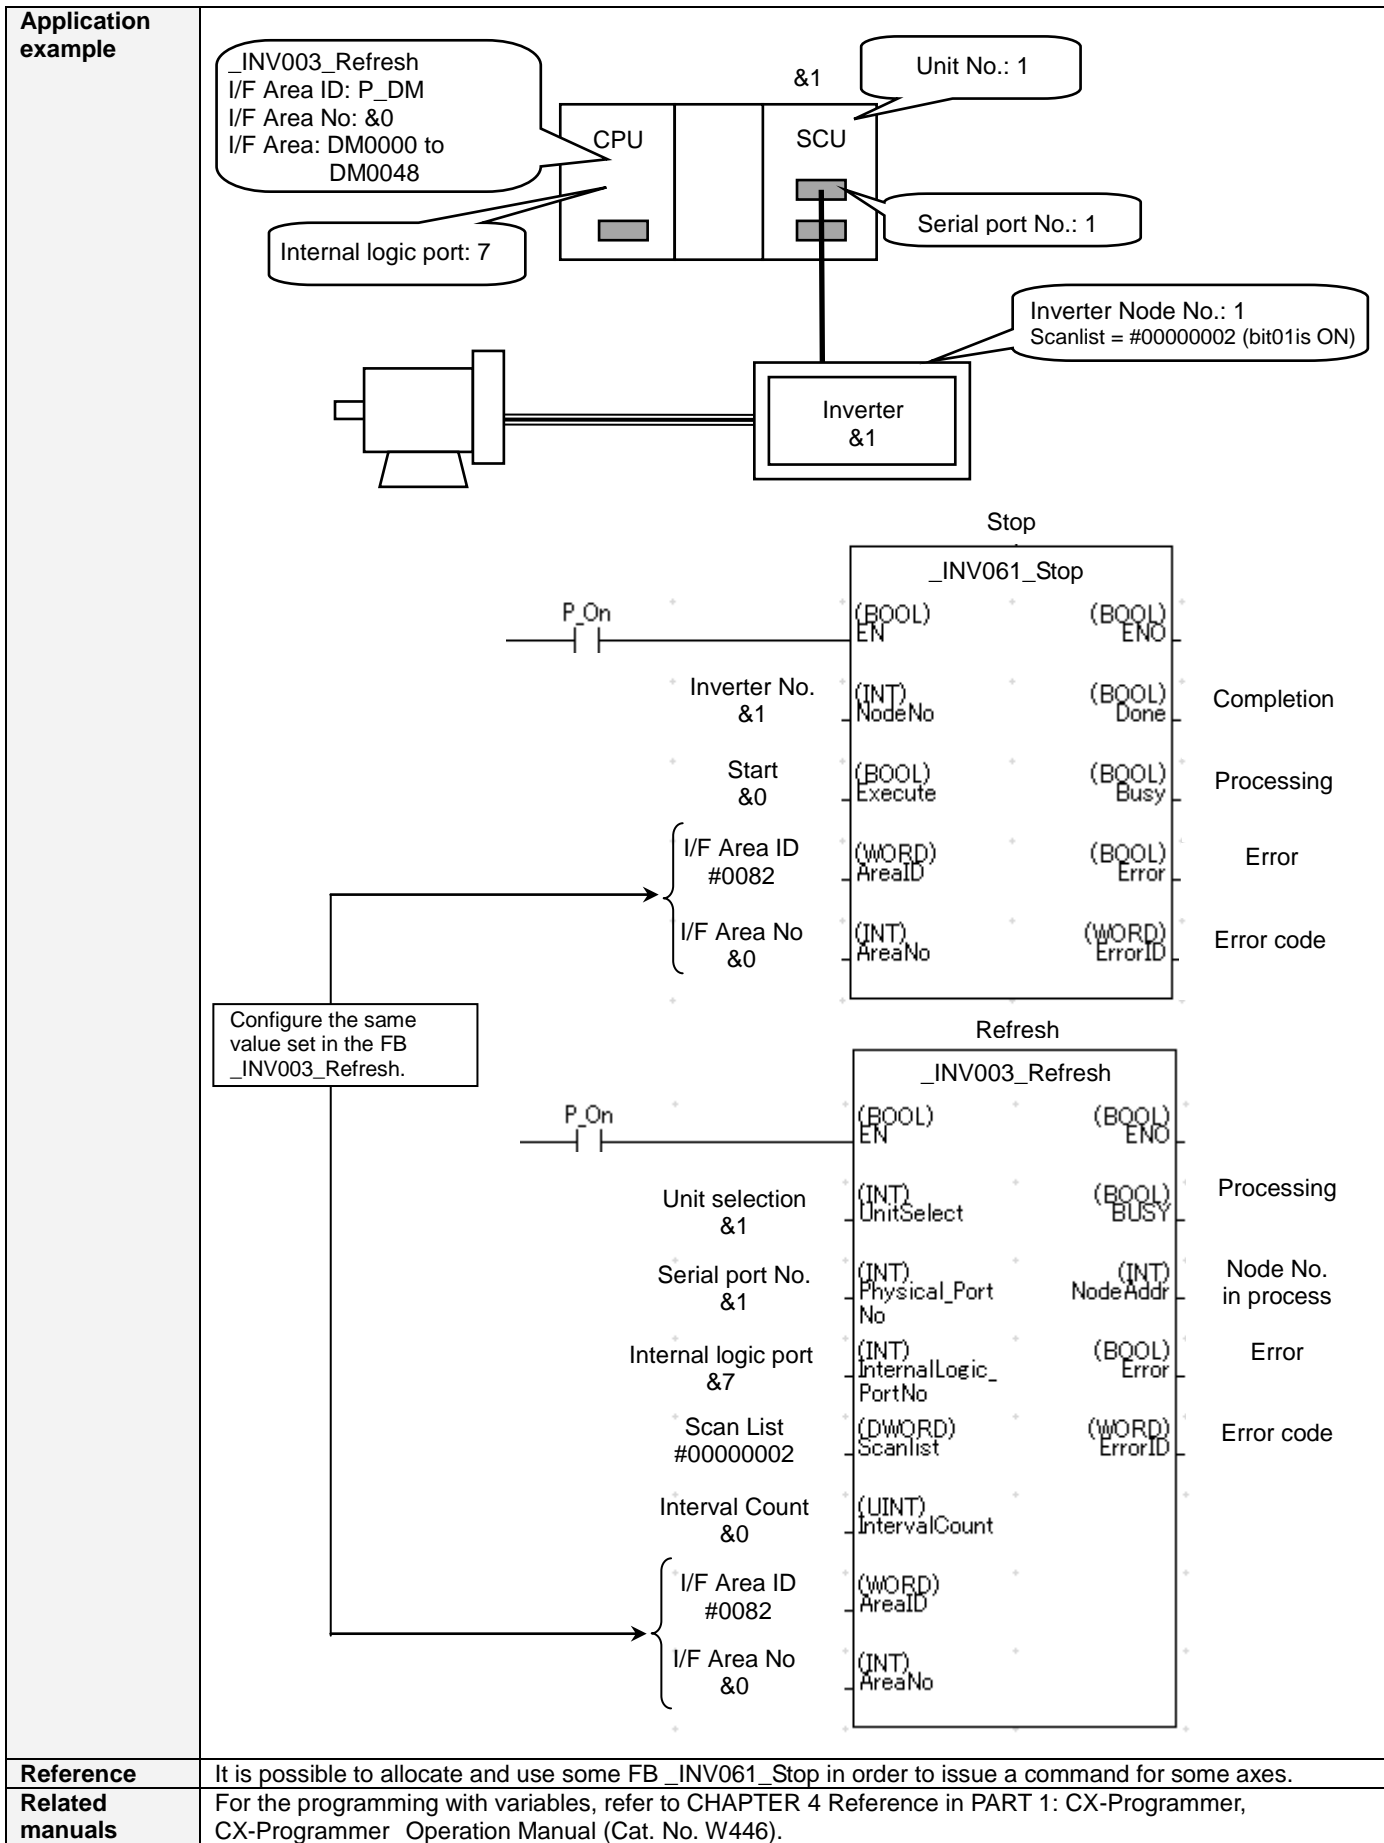 Application
example
_INV003_Refresh
I/F Area ID: P_DM
I/F Area No: &0
I/F Area: DM0000 to
DM0048
&1
Unit No.: 1
CPU
SCU
Serial port No.: 1
Internal logic port: 7
Inverter Node No.: 1
Scanlist = #00000002 (bit01is ON)
Inverter
&1
Stop
_INV061_Stop
P_On
(BOOL)
EN
(BOOL)
ENO
Inverter No.
&1
(INT)
NodeNo
(BOOL)
Done
Completion
Start
&0
(BOOL)
Execute
(BOOL)
Busy
Processing
I/F Area ID
#0082
(WORD)
AreaID
(BOOL)
Error
Error
I/F Area No
&0
(INT)
AreaNo
(WORD)
ErrorID
Error code
Configure the same
value set in the FB
_INV003_Refresh.
Refresh
_INV003_Refresh
P_On
(BOOL)
EN
(BOOL)
ENO
Unit selection
&1
(INT)
UnitSelect
(BOOL)
BUSY
Processing
Serial port No.
&1
(INT)
Physical_Port
No
(INT)
NodeAddr
Node No.
in process
Internal logic port
&7
(INT)
InternalLogic_
PortNo
(BOOL)
Error
Error
Scan List
#00000002
(DWORD)
Scanlist
(WORD)
ErrorID
Error code
Interval Count
&0
(UINT)
IntervalCount
I/F Area ID
#0082
(WORD)
AreaID
I/F Area No
&0
(INT)
AreaNo
Reference
It is possible to allocate and use some FB _INV061_Stop in order to issue a command for some axes.
Related
manuals
For the programming with variables, refer to CHAPTER 4 Reference in PART 1: CX-Programmer,
CX-Programmer Operation Manual (Cat. No. W446).